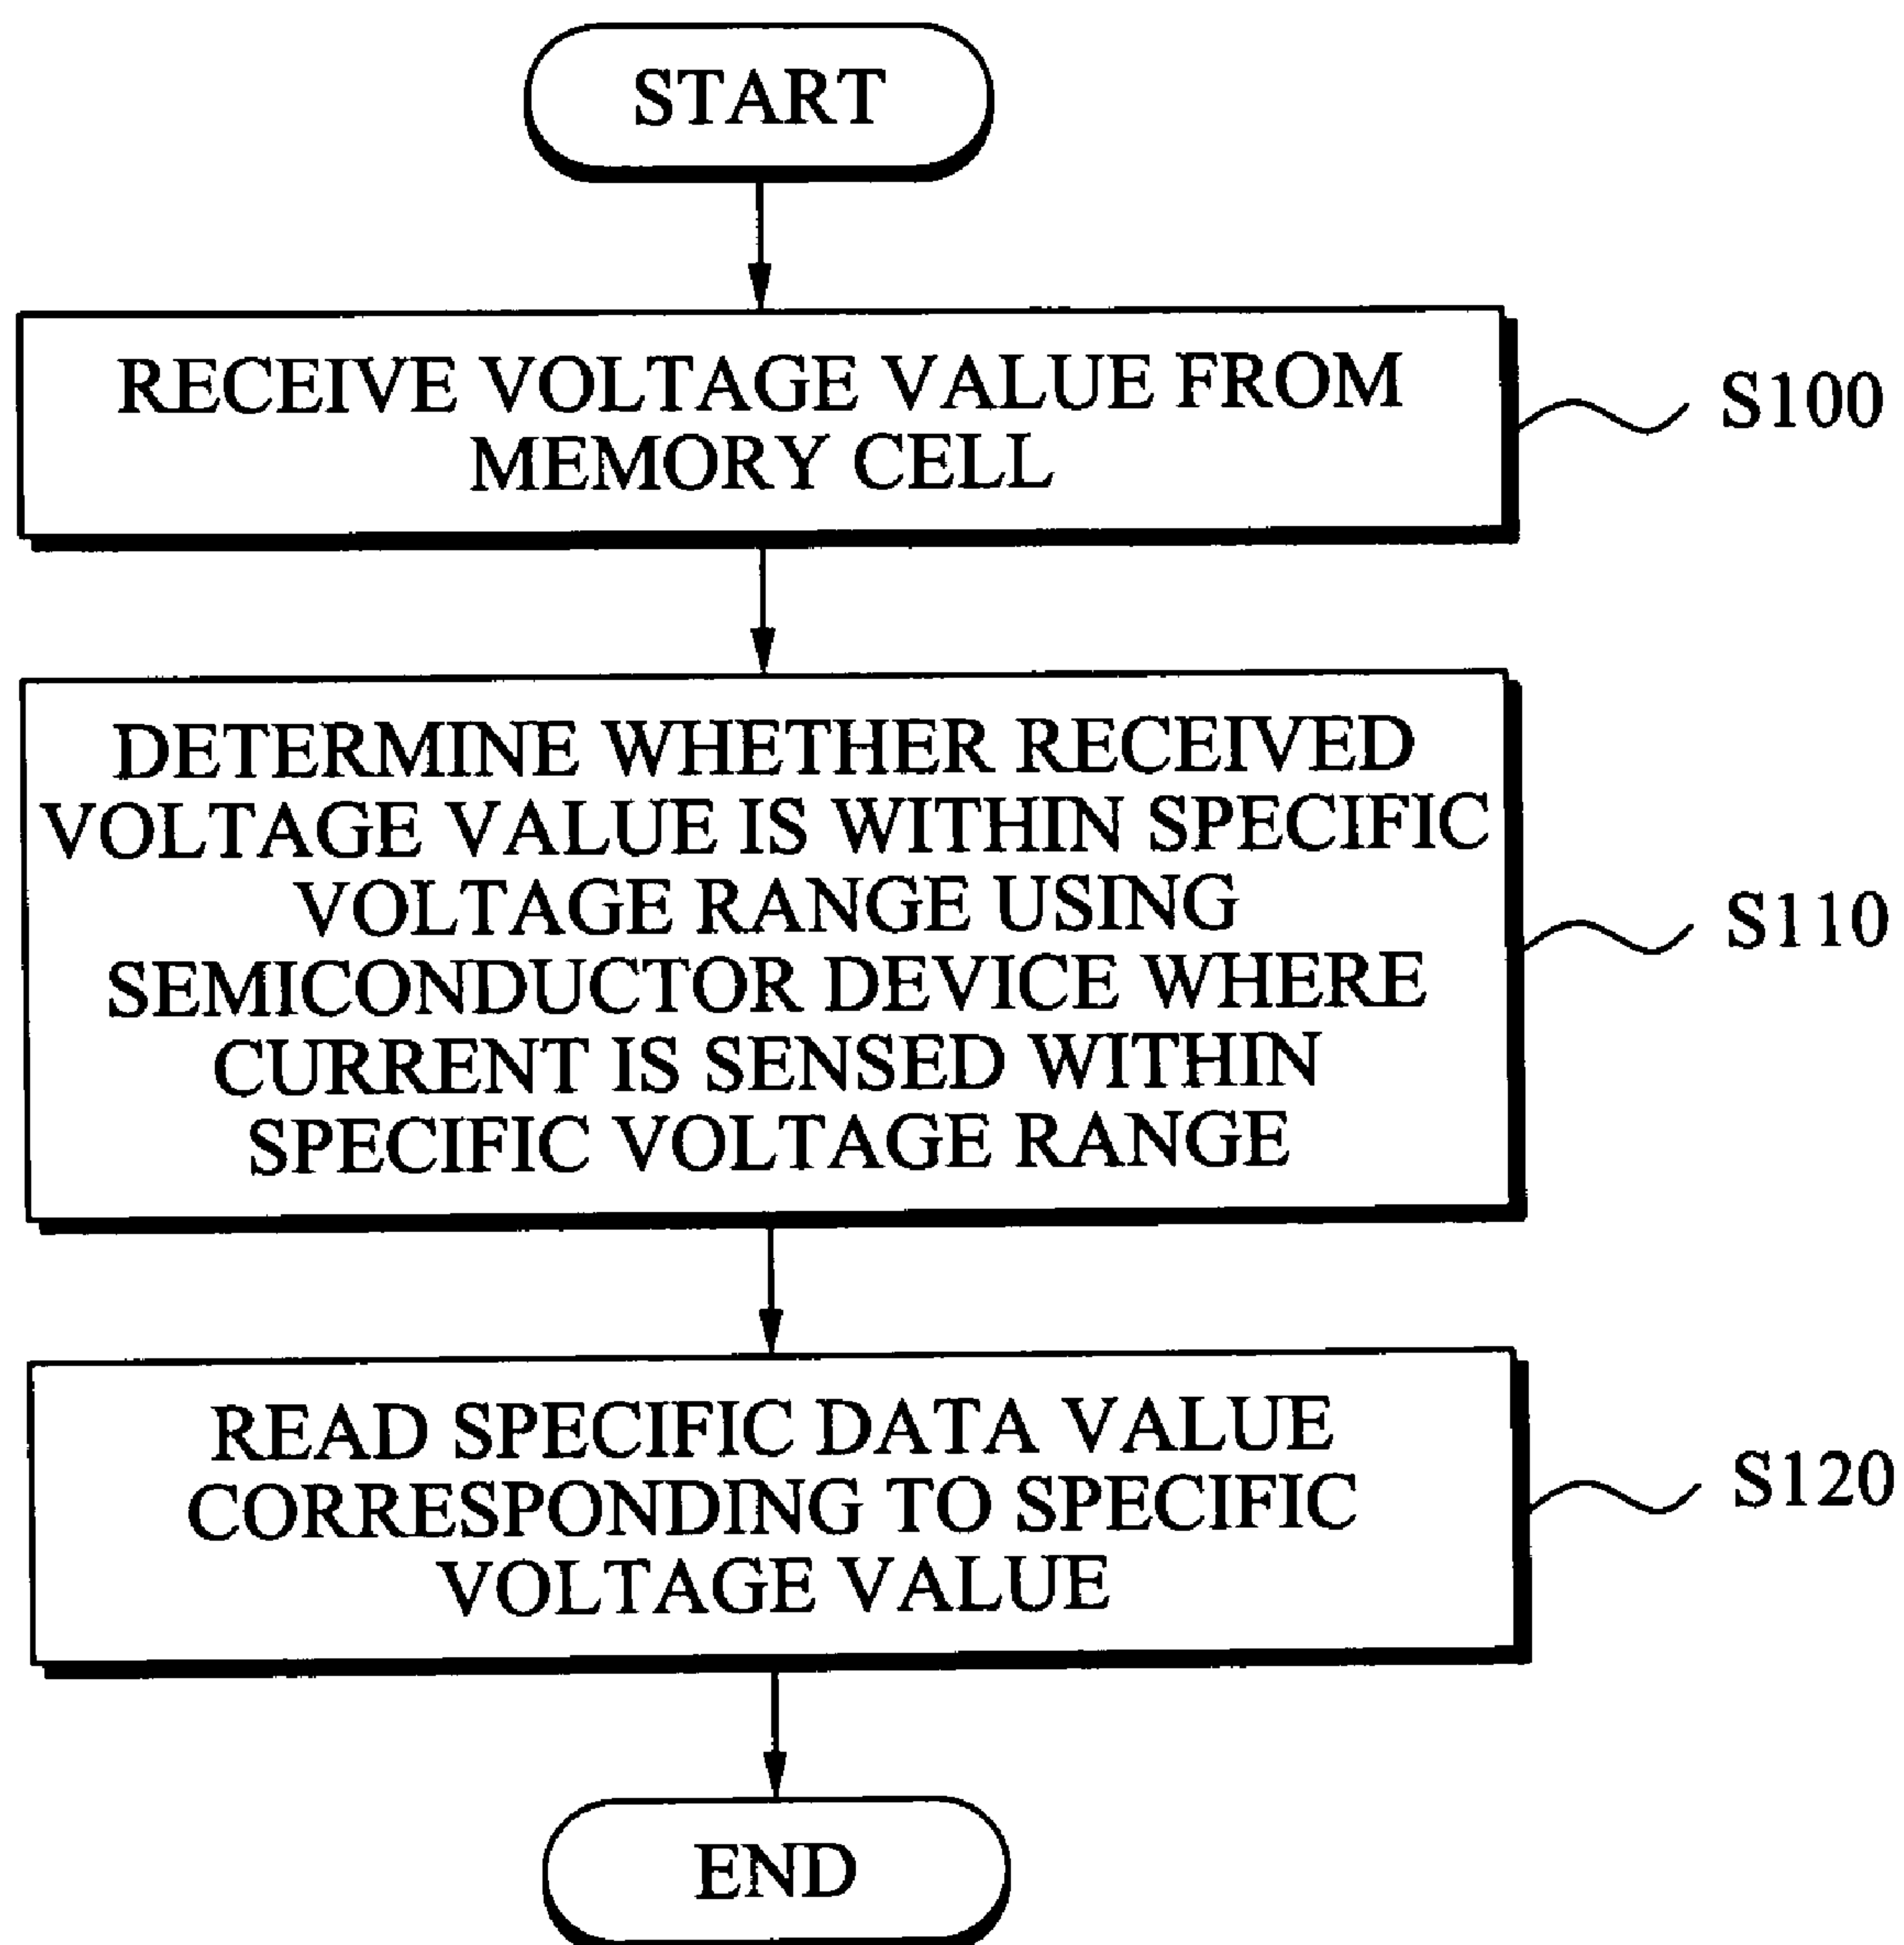 START
RECEIVE VOLTAGE VALUE FROM
MEMORY CELL
S100
DETERMINE WHETHER RECEIVED
VOLTAGE VALUE IS WITHIN SPECIFIC
VOLTAGE RANGE USING
SEMICONDUCTOR DEVICE WHERE
CURRENT IS SENSED WITHIN
SPECIFIC VOLTAGE RANGE
S110
READ SPECIFIC DATA VALUE
CORRESPONDING TO SPECIFIC
VOLTAGE VALUE
S120
END